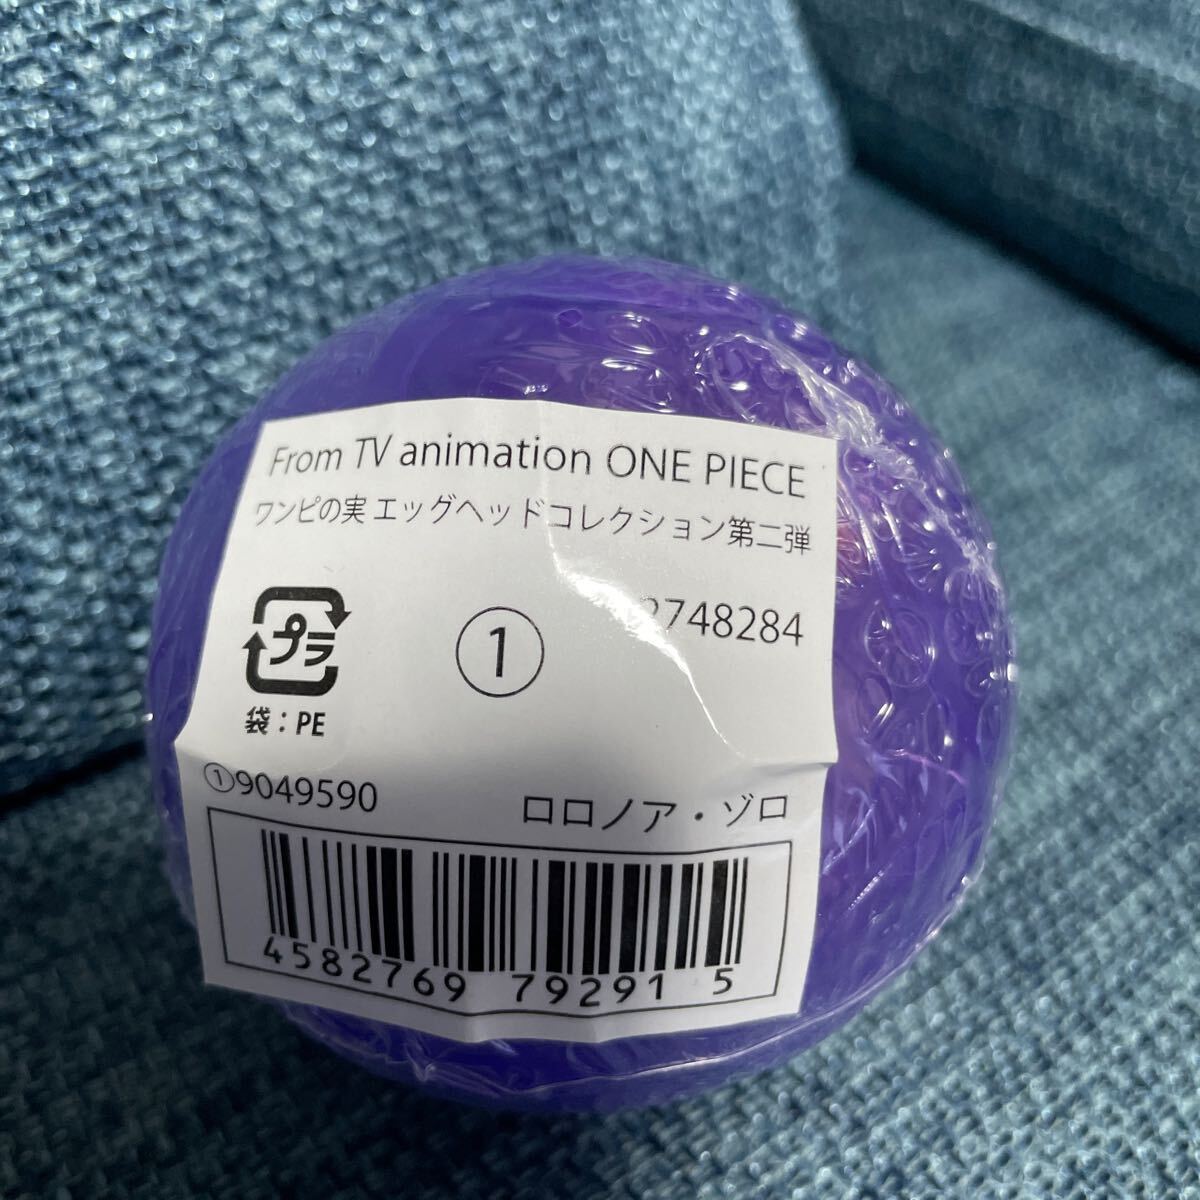 From TV animation ONE PIECE
ワンピの実 エッグヘッドコレクション第二弾
プラ
①
2748284
袋：PE
①9049590
ロロノア・ゾロ
4582769 79291 5